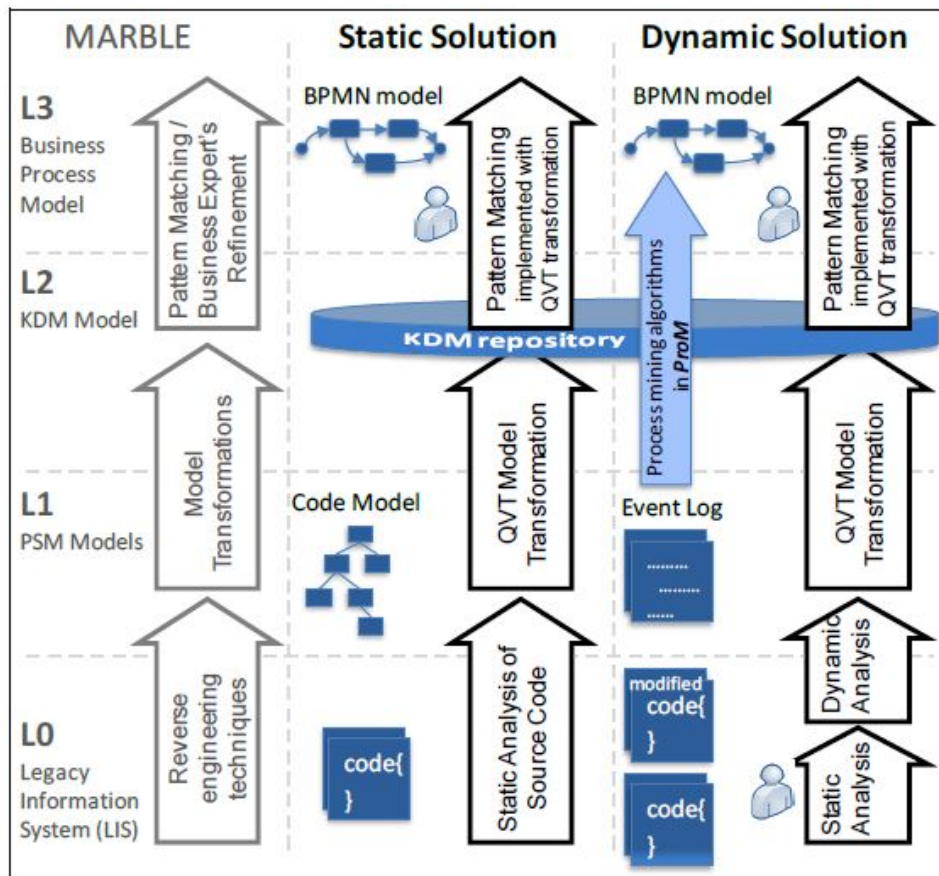 MARBLE
Static Solution
Dynamic Solution
L3
Business
Process
Model
Pattern Matching /
Business Expert's
Refinement
BPMN model
Pattern Matching
implemented with
QVT transformation
BPMN model
Pattern Matching
implemented with
QVT transformation
L2
KDM Model
KDM repository
Process mining algorithms
in ProM
L1
PSM Models
Model
Transformations
Code Model
QVT Model
Transformation
Event Log
.........
.........
......
QVT Model
Transformation
L0
Legacy
Information
System (LIS)
Reverse
engineering
techniques
code{
}
Static Analysis of
Source Code
modified
code{
}
code{
}
Dynamic
Analysis
Static
Analysis